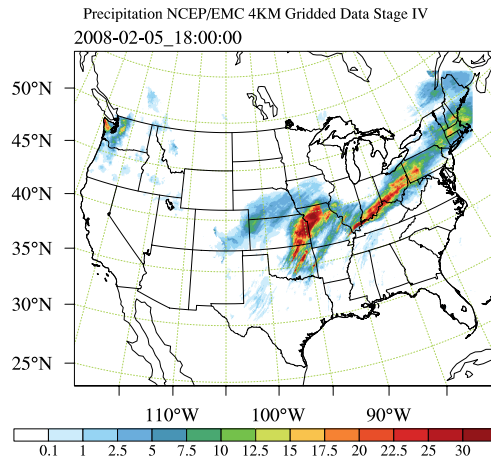 Precipitation NCEP/EMC 4KM Gridded Data Stage IV
2008-02-05_18:00:00
50°N
45°N
40°N
35°N
30°N
25°N
110°W 100°W 90°W
0.1 1 2.5 5 7.5 10 12.5 15 17.5 20 22.5 25 30